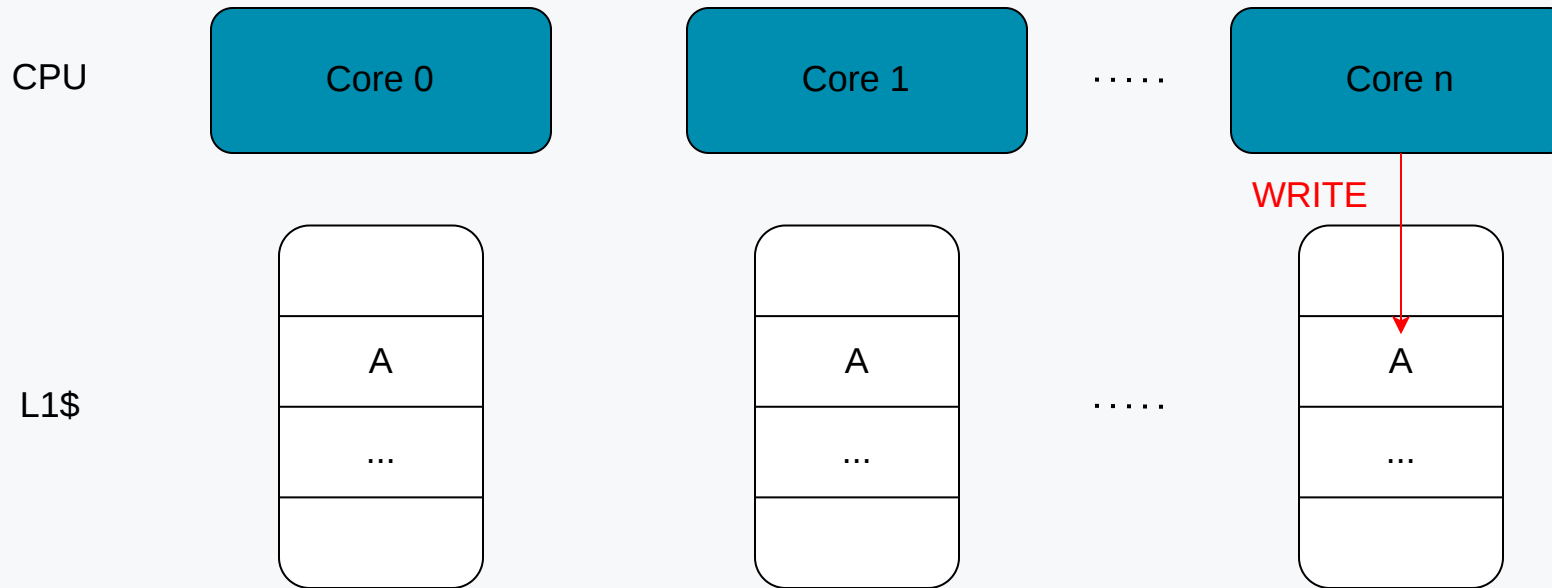 CPU
Core 0
Core 1
.....
Core n
WRITE
A
A
A
L1$
.....
...
...
...